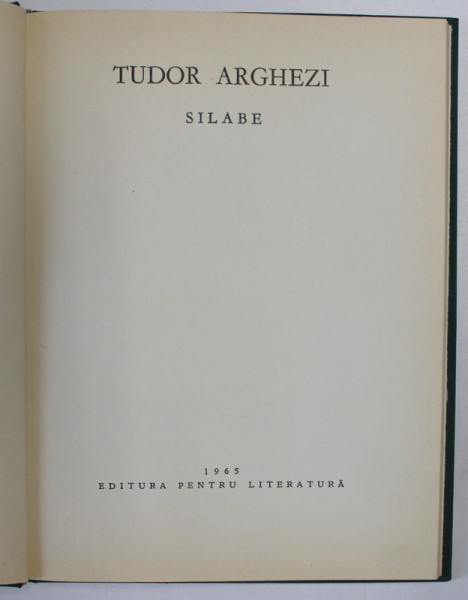 TUDOR ARGHEZI
SILABE
1965
EDITURA PENTRU LITERATURĂ